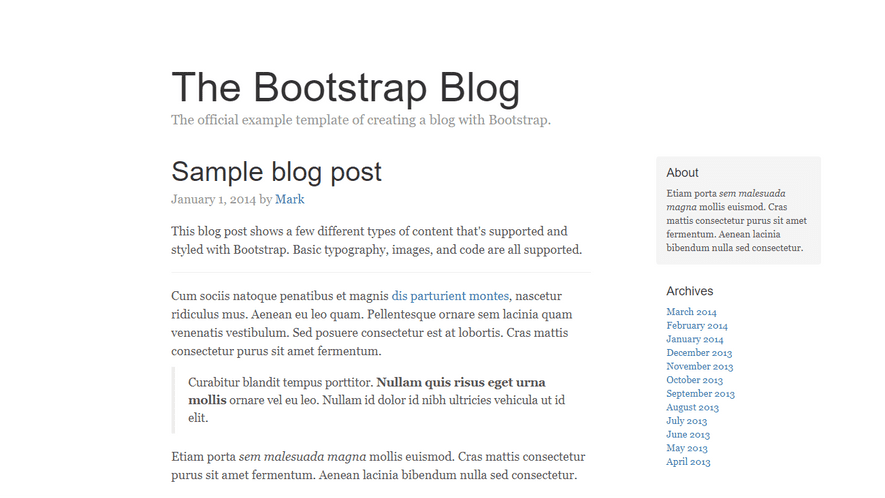 The Bootstrap Blog
The official example template of creating a blog with Bootstrap.
Sample blog post
January 1, 2014 by Mark
This blog post shows a few different types of content that's supported and
styled with Bootstrap. Basic typography, images, and code are all supported.
Cum sociis natoque penatibus et magnis dis parturient montes, nascetur
ridiculus mus. Aenean eu leo quam. Pellentesque ornare sem lacinia quam
venenatis vestibulum. Sed posuere consectetur est at lobortis. Cras mattis
consectetur purus sit amet fermentum.
Curabitur blandit tempus porttitor. Nullam quis risus eget urna
mollis ornare vel eu leo. Nullam id dolor id nibh ultricies vehicula ut id
elit.
Etiam porta sem malesuada magna mollis euismod. Cras mattis consectetur
purus sit amet fermentum. Aenean lacinia bibendum nulla sed consectetur.
About
Etiam porta sem malesuada
magna mollis euismod. Cras
mattis consectetur purus sit amet
fermentum. Aenean lacinia
bibendum nulla sed consectetur.
Archives
March 2014
February 2014
January 2014
December 2013
November 2013
October 2013
September 2013
August 2013
July 2013
June 2013
May 2013
April 2013